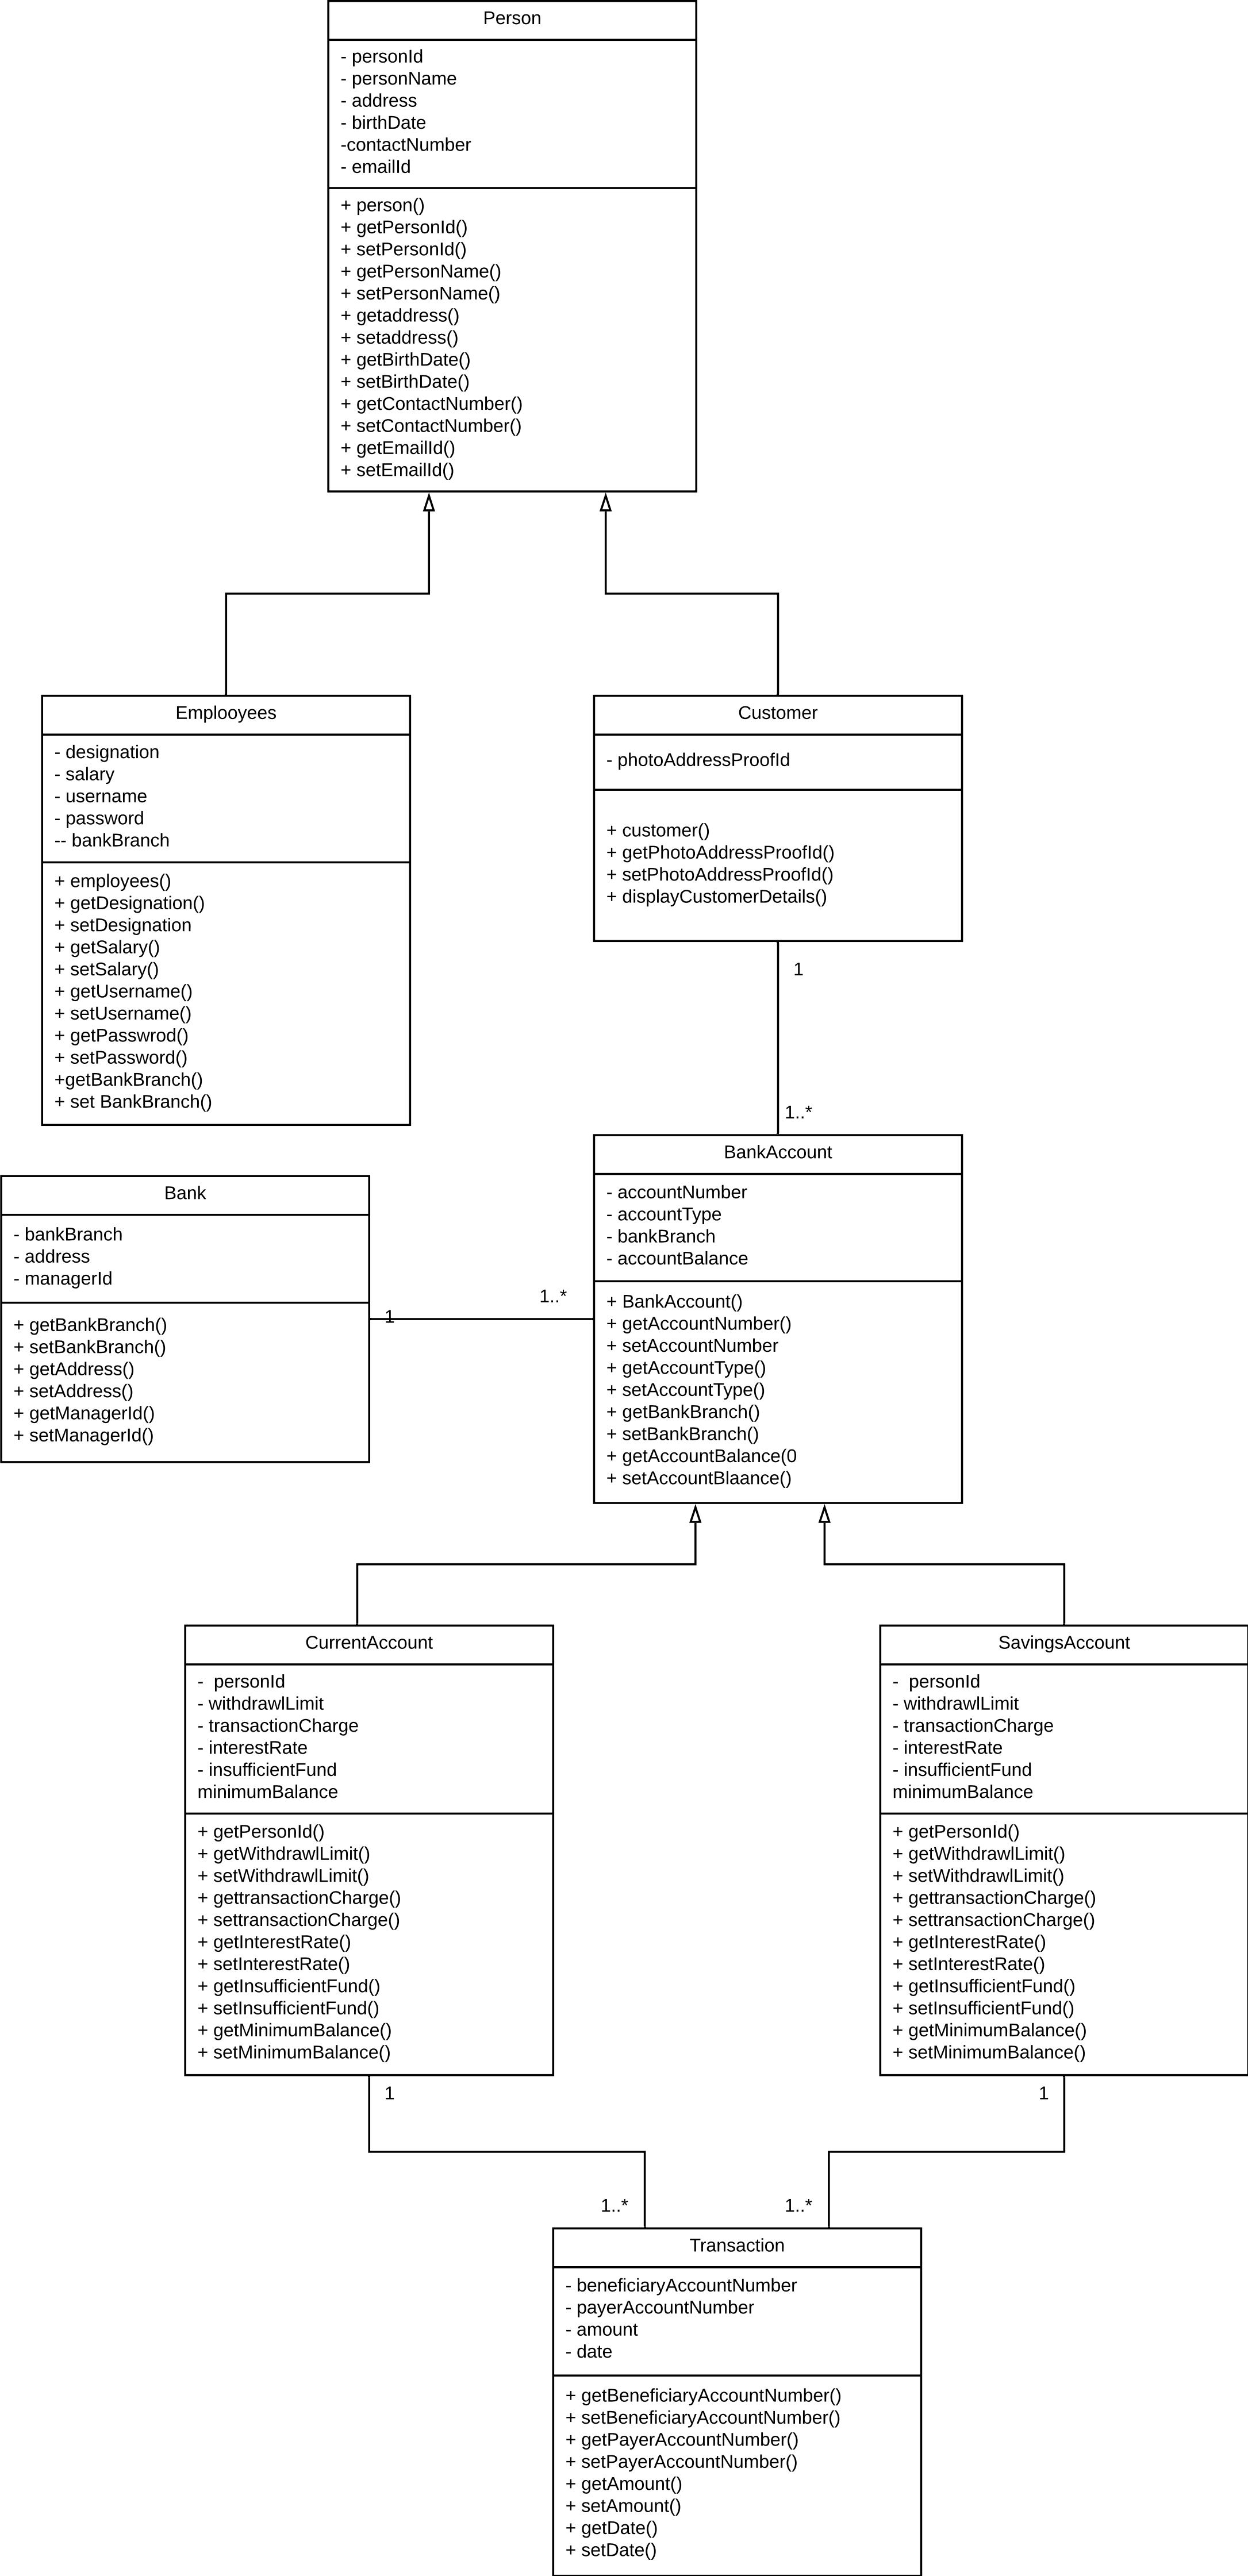 Person
- personId
- personName
- address
- birthDate
-contactNumber
- emailId
+ person()
+ getPersonId()
+ setPersonId()
+ getPersonName()
+ setPersonName()
+ getaddress()
+ setaddress()
+ getBirthDate()
+ setBirthDate()
+ getContactNumber()
+ setContactNumber()
+ getEmailId()
+ setEmailId()
Emplooyees
- designation
- salary
- username
- password
-- bankBranch
+ employees()
+ getDesignation()
+ setDesignation
+ getSalary()
+ setSalary()
+ getUsername()
+ setUsername()
+ getPasswrod()
+ setPassword()
+getBankBranch()
+ set BankBranch()
Customer
- photoAddressProofId
+ customer()
+ getPhotoAddressProofId()
+ setPhotoAddressProofId()
+ displayCustomerDetails()
1
1..*
Bank
- bankBranch
- address
- managerId
+ getBankBranch()
+ setBankBranch()
+ getAddress()
+ setAddress()
+ getManagerId()
+ setManagerId()
1
1..*
BankAccount
- accountNumber
- accountType
- bankBranch
- accountBalance
+ BankAccount()
+ getAccountNumber()
+ setAccountNumber
+ getAccountType()
+ setAccountType()
+ getBankBranch()
+ setBankBranch()
+ getAccountBalance(0
+ setAccountBlaance()
CurrentAccount
- personId
- withdrawlLimit
- transactionCharge
- interestRate
- insufficientFund
minimumBalance
+ getPersonId()
+ getWithdrawlLimit()
+ setWithdrawlLimit()
+ gettransactionCharge()
+ settransactionCharge()
+ getInterestRate()
+ setInterestRate()
+ getInsufficientFund()
+ setInsufficientFund()
+ getMinimumBalance()
+ setMinimumBalance()
SavingsAccount
- personId
- withdrawlLimit
- transactionCharge
- interestRate
- insufficientFund
minimumBalance
+ getPersonId()
+ getWithdrawlLimit()
+ setWithdrawlLimit()
+ gettransactionCharge()
+ settransactionCharge()
+ getInterestRate()
+ setInterestRate()
+ getInsufficientFund()
+ setInsufficientFund()
+ getMinimumBalance()
+ setMinimumBalance()
1
1
1..*
1..*
Transaction
- beneficiaryAccountNumber
- payerAccountNumber
- amount
- date
+ getBeneficiaryAccountNumber()
+ setBeneficiaryAccountNumber()
+ getPayerAccountNumber()
+ setPayerAccountNumber()
+ getAmount()
+ setAmount()
+ getDate()
+ setDate()